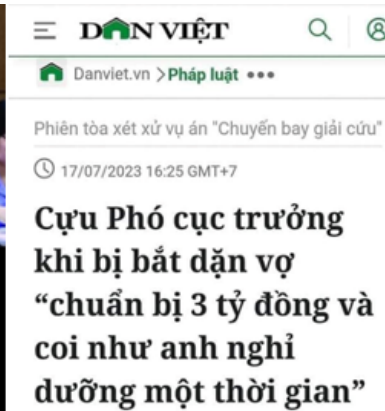 DÂN VIỆT
Danviet.vn > Pháp luật •••
Phiên tòa xét xử vụ án "Chuyến bay giải cứu"
17/07/2023 16:25 GMT+7
Cựu Phó cục trưởng
khi bị bắt dặn vợ
“chuẩn bị 3 tỷ đồng và
coi như anh nghỉ
dưỡng một thời gian”